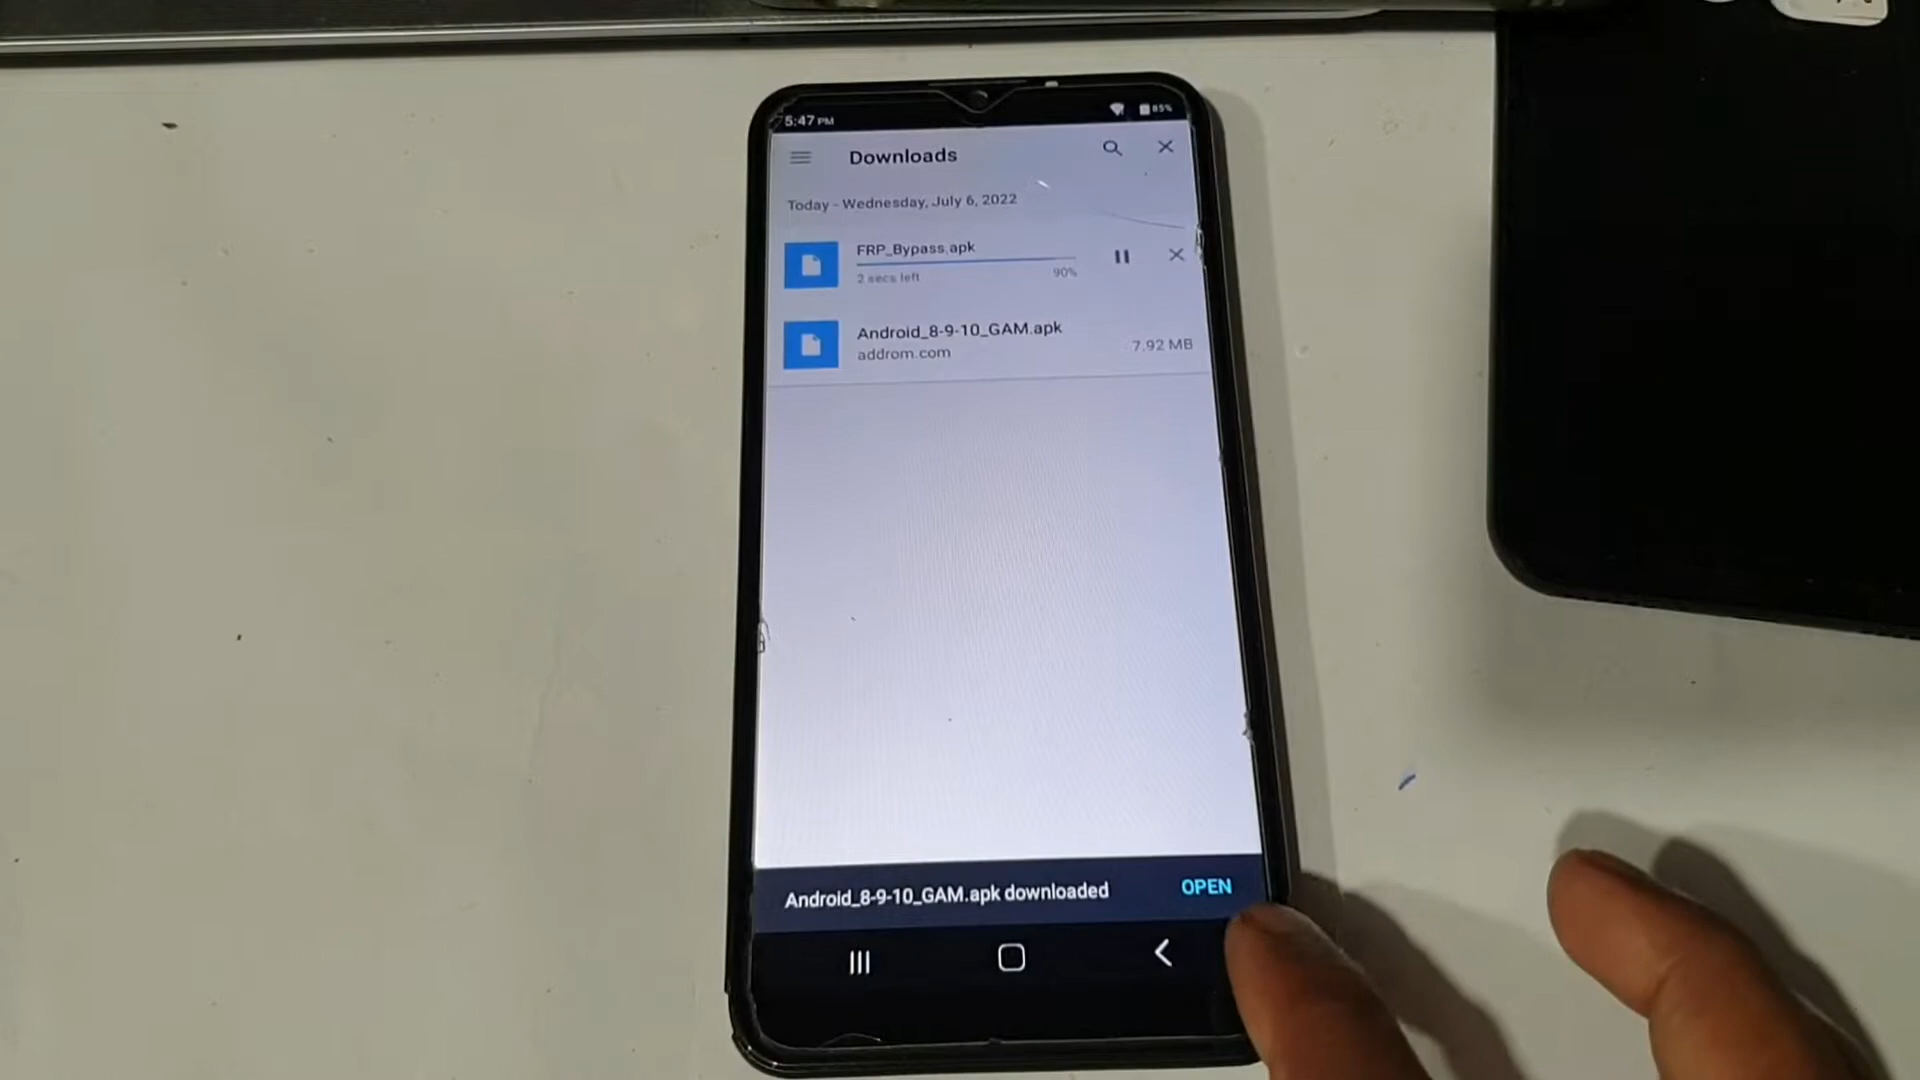 5:47 PM
85%
Downloads
Today - Wednesday, July 6, 2022
FRP_Bypass.apk
2 secs left
90%
Android_8-9-10_GAM.apk
addrom.com
7.92 MB
Android_8-9-10_GAM.apk downloaded
OPEN